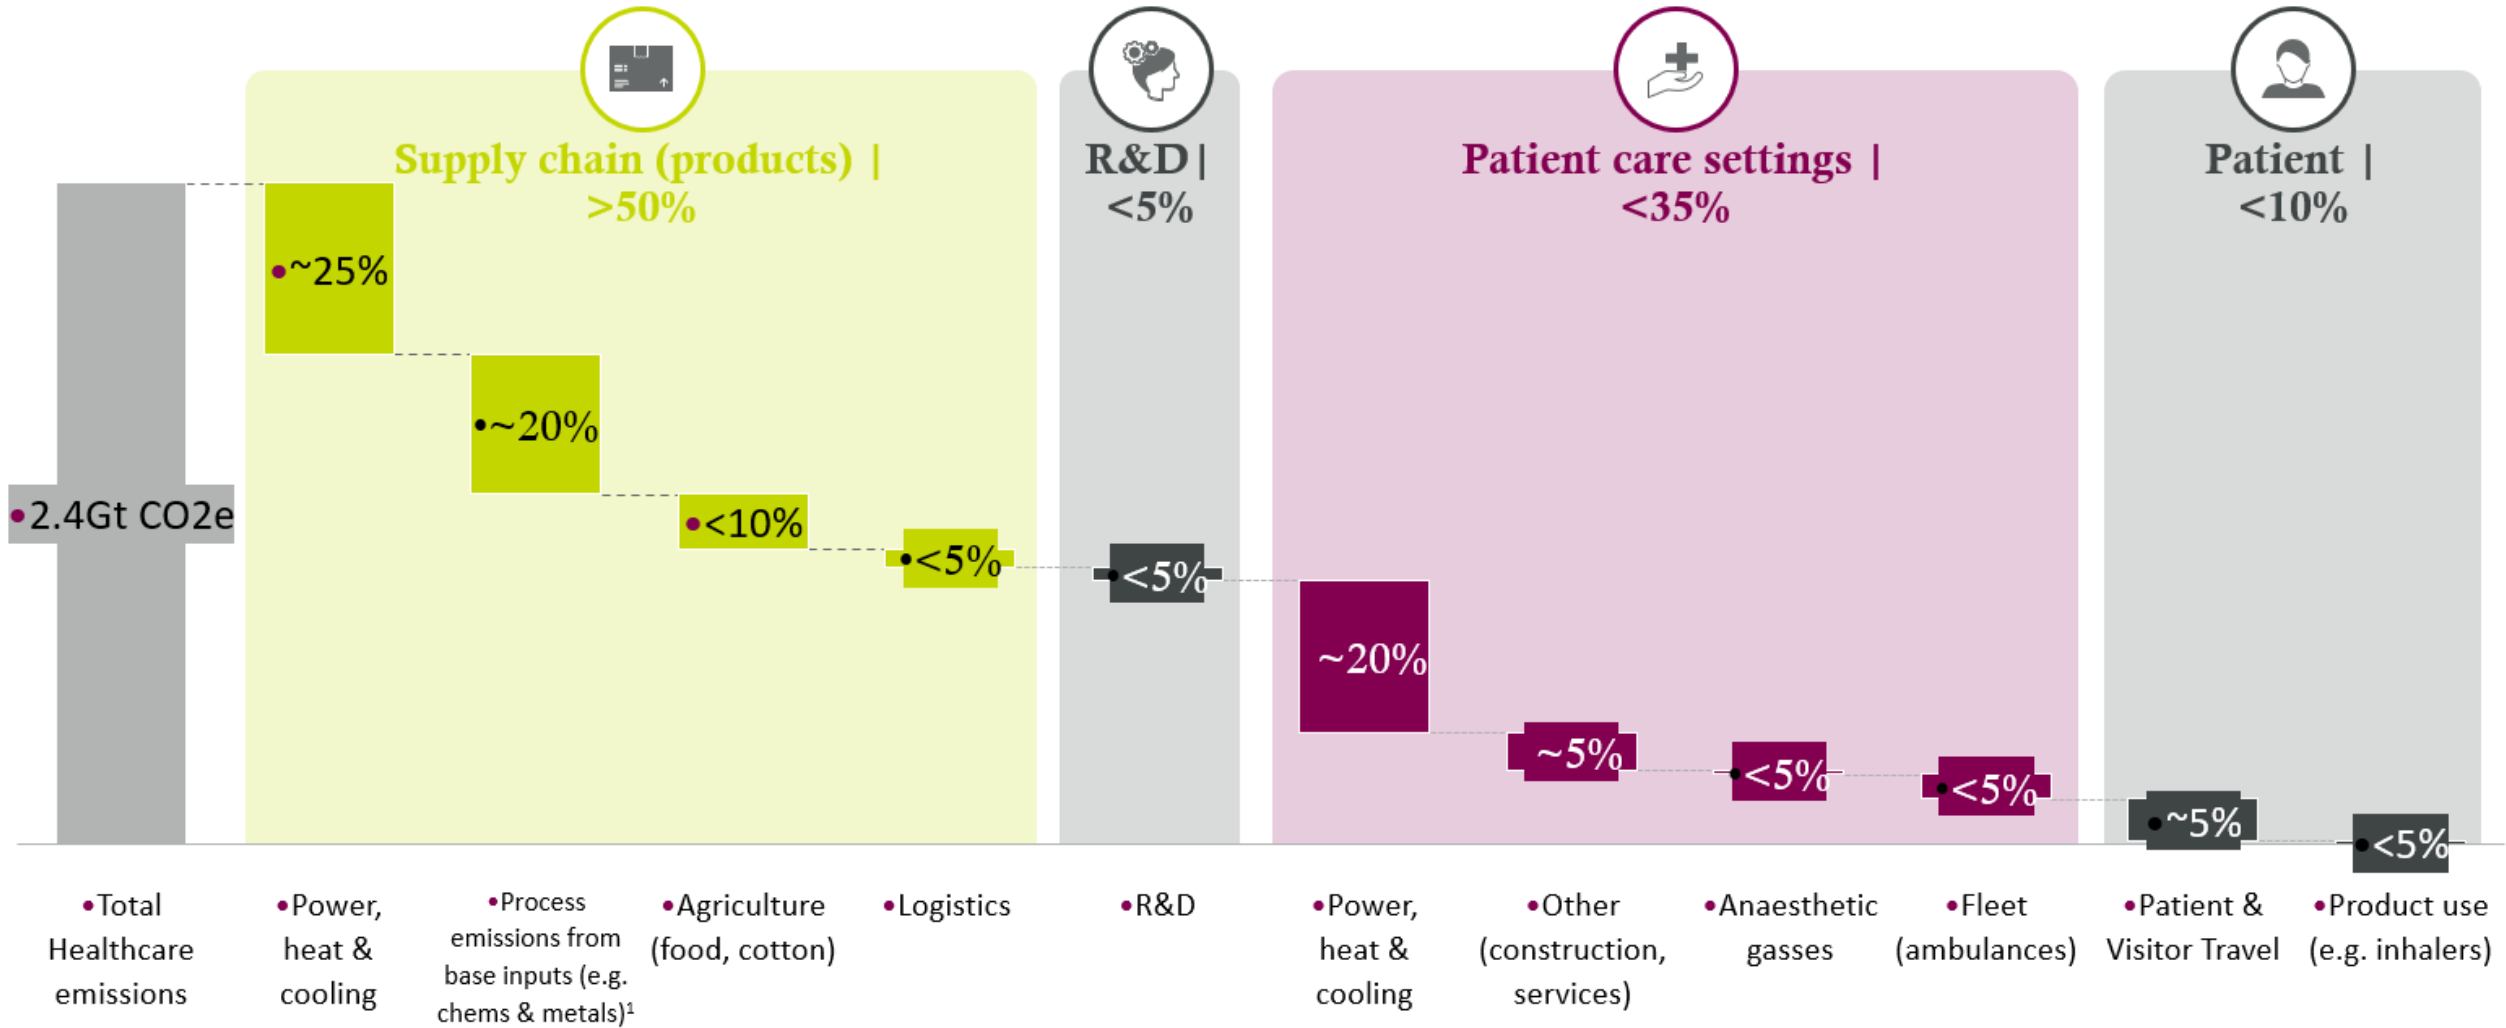 Supply chain (products) |
>50%
R&D|
<5%
Patient care settings |
<35%
Patient |
<10%
•2.4Gt CO2e
•~25%
•~20%
•<10%
•<5%
•<5%
~20%
~5%
•<5%
•<5%
•~5%
•<5%
•Total
Healthcare
emissions
•Power,
heat &
cooling
•Process
emissions from
base inputs (e.g.
chems & metals)¹
•Agriculture
(food, cotton)
•Logistics
•R&D
•Power,
heat &
cooling
•Other
(construction,
services)
•Anaesthetic
gasses
•Fleet
(ambulances)
•Patient &
Visitor Travel
•Product use
(e.g. inhalers)